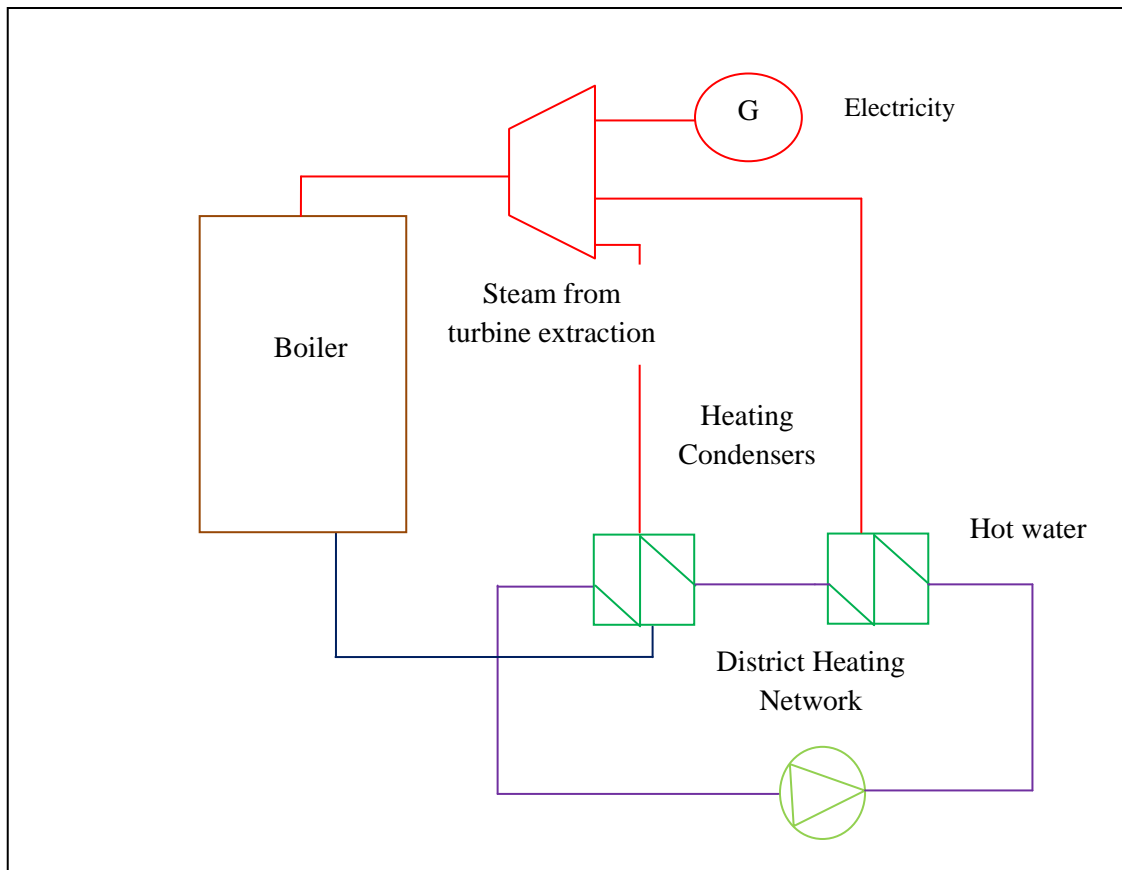 G
Electricity
Steam from
turbine extraction
Boiler
Heating
Condensers
Hot water
District Heating
Network